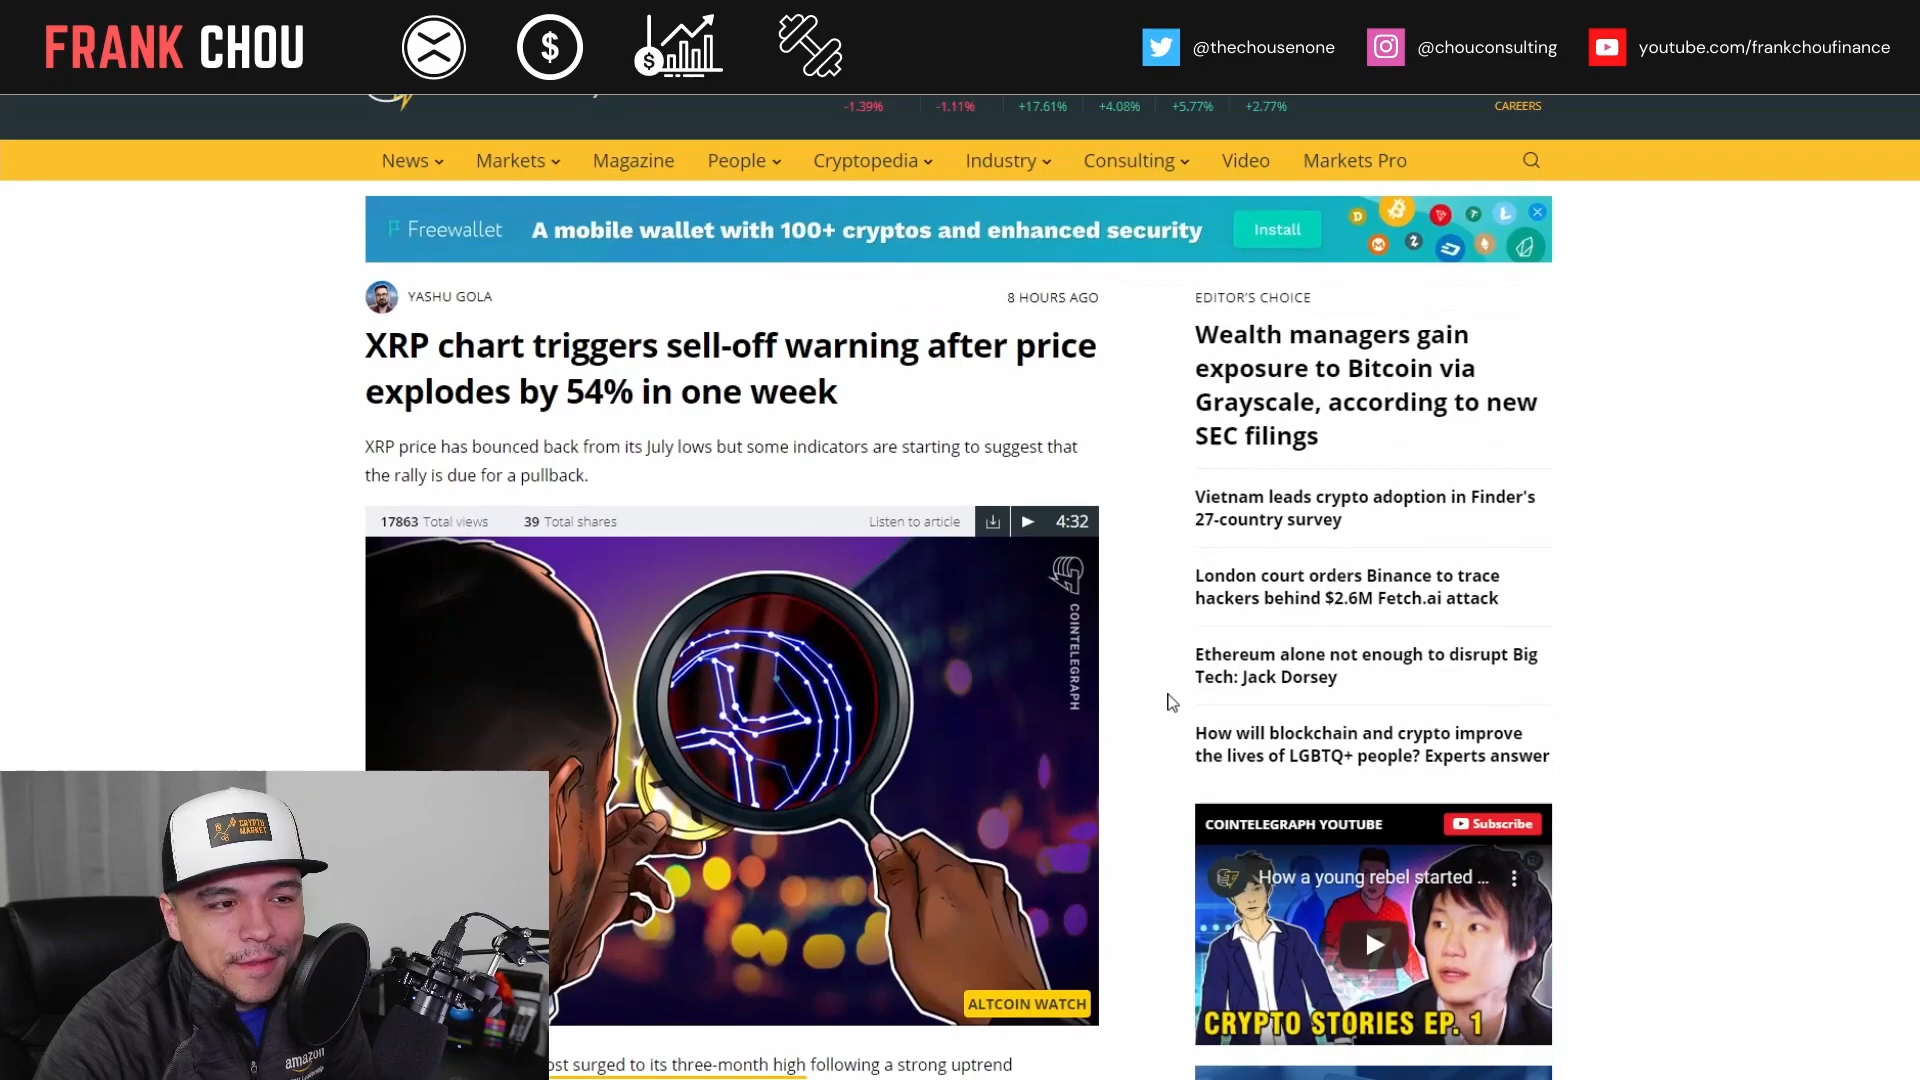 FRANK CHOU
@thechousenone
@chouconsulting
youtube.com/frankchoufinance
-1.39%
-1.11%
+17.61%
+4.08%
+5.77%
+2.77%
CAREERS
News
Markets
Magazine
People
Cryptopedia
Industry
Consulting
Video
Markets Pro
Freewallet
A mobile wallet with 100+ cryptos and enhanced security
Install
YASHU GOLA
8 HOURS AGO
XRP chart triggers sell-off warning after price
explodes by 54% in one week
XRP price has bounced back from its July lows but some indicators are starting to suggest that
the rally is due for a pullback.
17863 Total views
39 Total shares
Listen to article
4:32
COINTELEGRAPH
ALTCOIN WATCH
ost surged to its three-month high following a strong uptrend
EDITOR'S CHOICE
Wealth managers gain
exposure to Bitcoin via
Grayscale, according to new
SEC filings
Vietnam leads crypto adoption in Finder's
27-country survey
London court orders Binance to trace
hackers behind $2.6M Fetch.ai attack
Ethereum alone not enough to disrupt Big
Tech: Jack Dorsey
How will blockchain and crypto improve
the lives of LGBTQ+ people? Experts answer
COINTELEGRAPH YOUTUBE
Subscribe
How a young rebel started ...
CRYPTO STORIES EP. 1
CRYPTO
MARKET
amazon